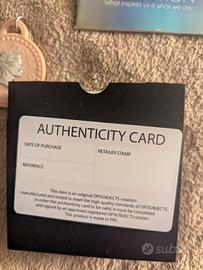 What inspires us is what we are.
AUTHENTICITY CARD
DATE OF PURCHASE
RETAILER STAMP
REFERENCE
This item is an original OPSOBJECTS creation
manufactured and tested to meet the high quality standards of OPSOBJECTS.
In order this authenticity card to be valid, it must be completed
and signed by an approved registered OPSOBJECTS retailer.
This product is made in PRC
subito